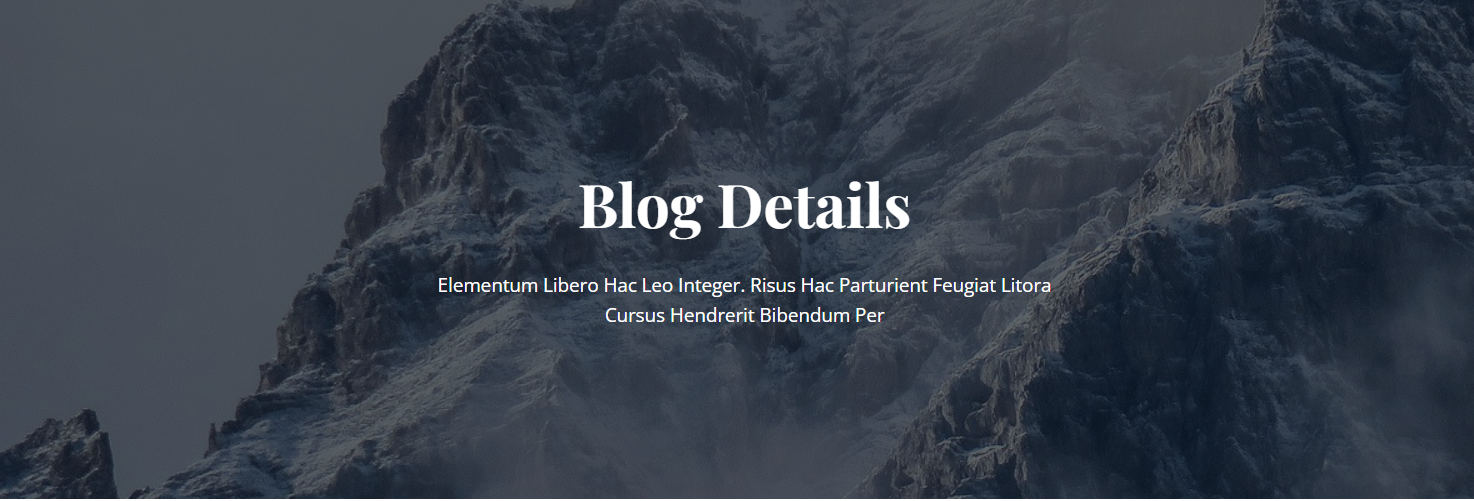 Blog Details
Elementum Libero Hac Leo Integer. Risus Hac Parturient Feugiat Litora
Cursus Hendrerit Bibendum Per